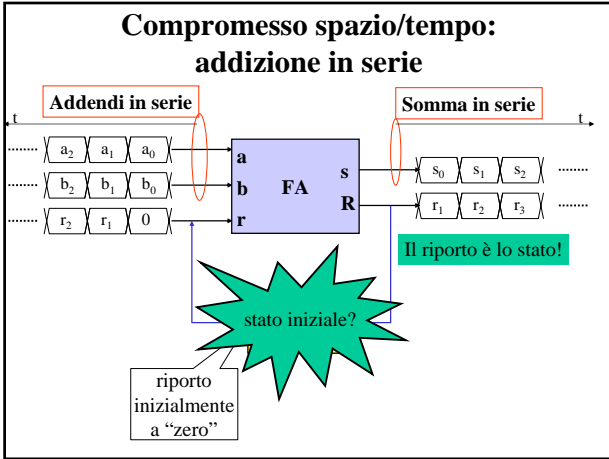 Compromesso spazio/tempo:
addizione in serie
Addendi in serie
Somma in serie
t
t
........ a2 a1 a0
a
s
s0 s1 s2 ........
........ b2 b1 b0
b
FA
R
r1 r2 r3 ........
........ r2 r1 0
r
Il riporto è lo stato!
stato iniziale?
riporto
inizialmente
a “zero”